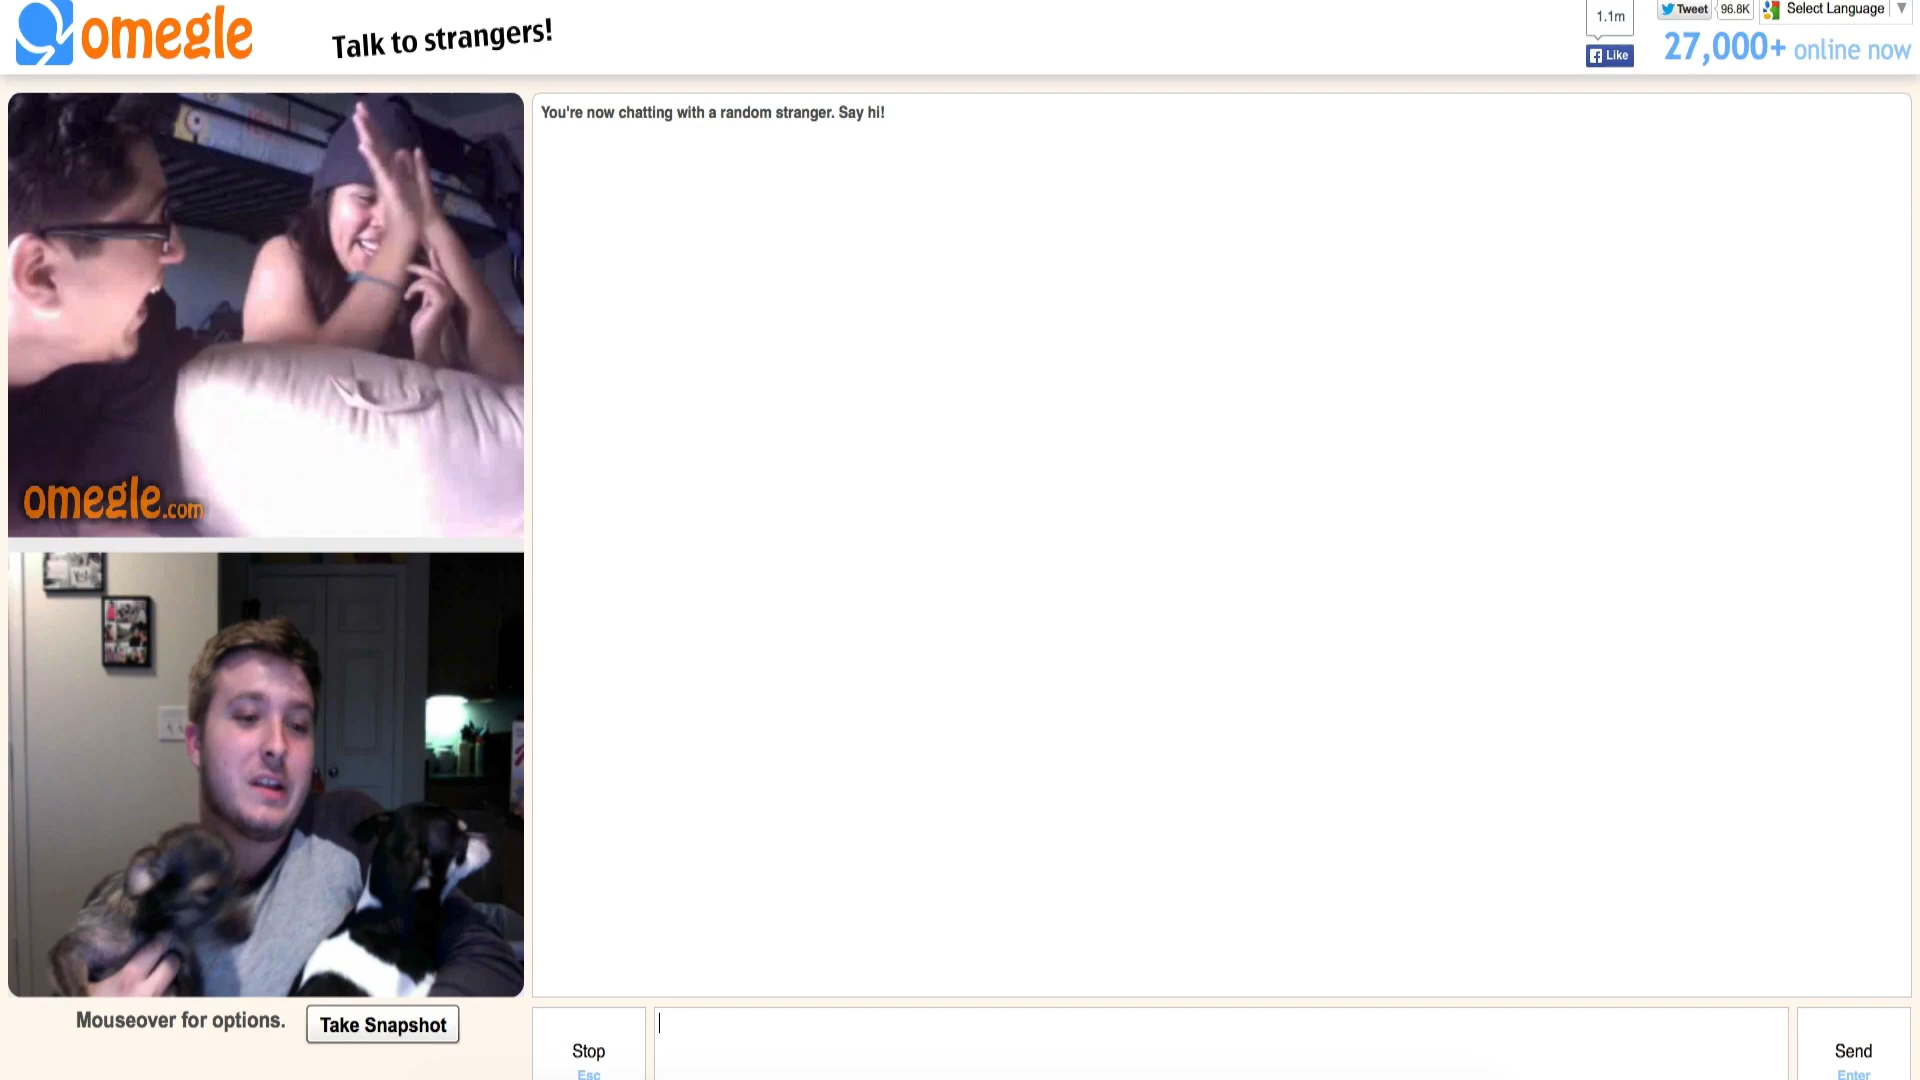 omegle
Talk to strangers!
1.1m
Like
Tweet
96.8K
Select Language
27,000+ online now
You're now chatting with a random stranger. Say hi!
omegle.com
Mouseover for options.
Take Snapshot
Stop
Esc
Send
Enter